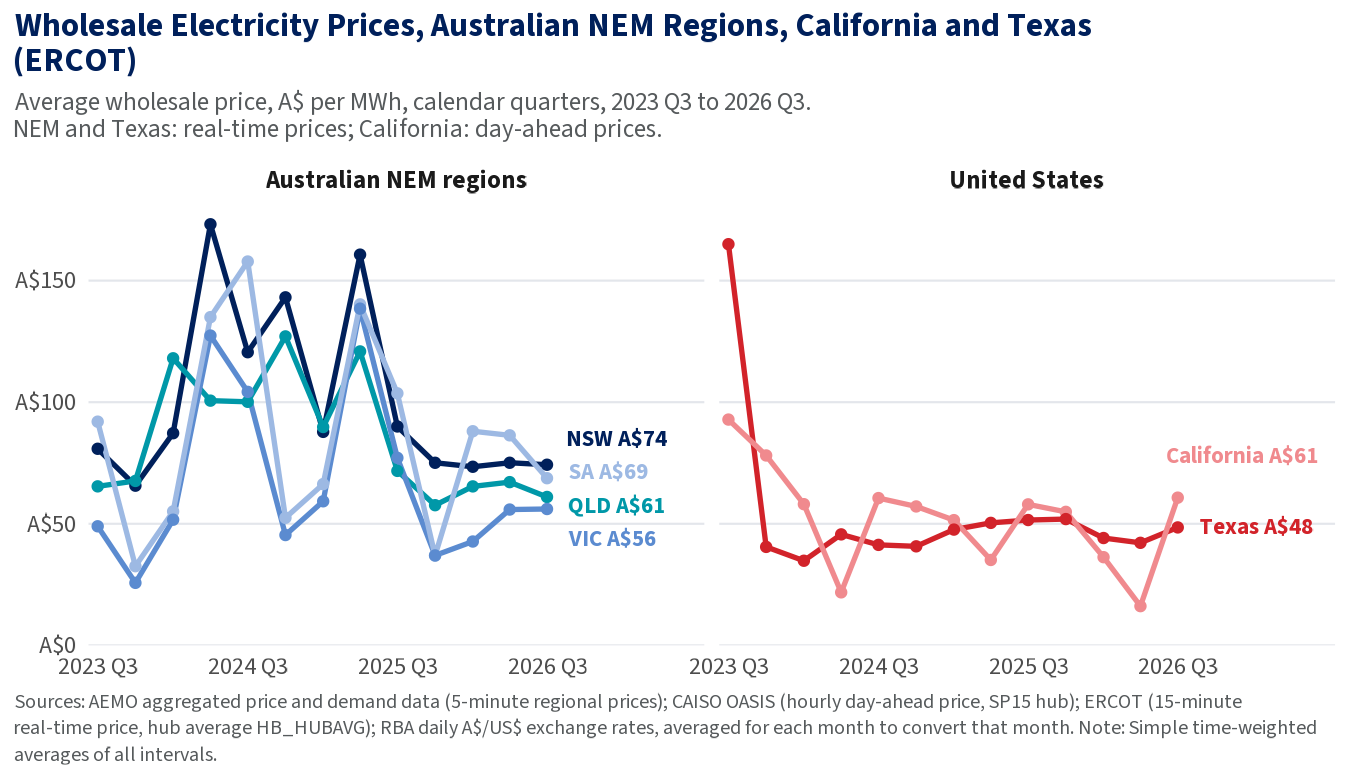 Wholesale Electricity Prices, Australian NEM Regions, California and Texas
(ERCOT)
Average wholesale price, A$ per MWh, calendar quarters, 2023 Q3 to 2026 Q3.
NEM and Texas: real-time prices; California: day-ahead prices.
Australian NEM regions
United States
A$150
A$100
A$50
A$0
NSW A$74
SA A$69
QLD A$61
VIC A$56
California A$61
Texas A$48
2023 Q3 2024 Q3 2025 Q3 2026 Q3
2023 Q3 2024 Q3 2025 Q3 2026 Q3
Sources: AEMO aggregated price and demand data (5-minute regional prices); CAISO OASIS (hourly day-ahead price, SP15 hub); ERCOT (15-minute
real-time price, hub average HB_HUBAVG); RBA daily A$/US$ exchange rates, averaged for each month to convert that month. Note: Simple time-weighted
averages of all intervals.